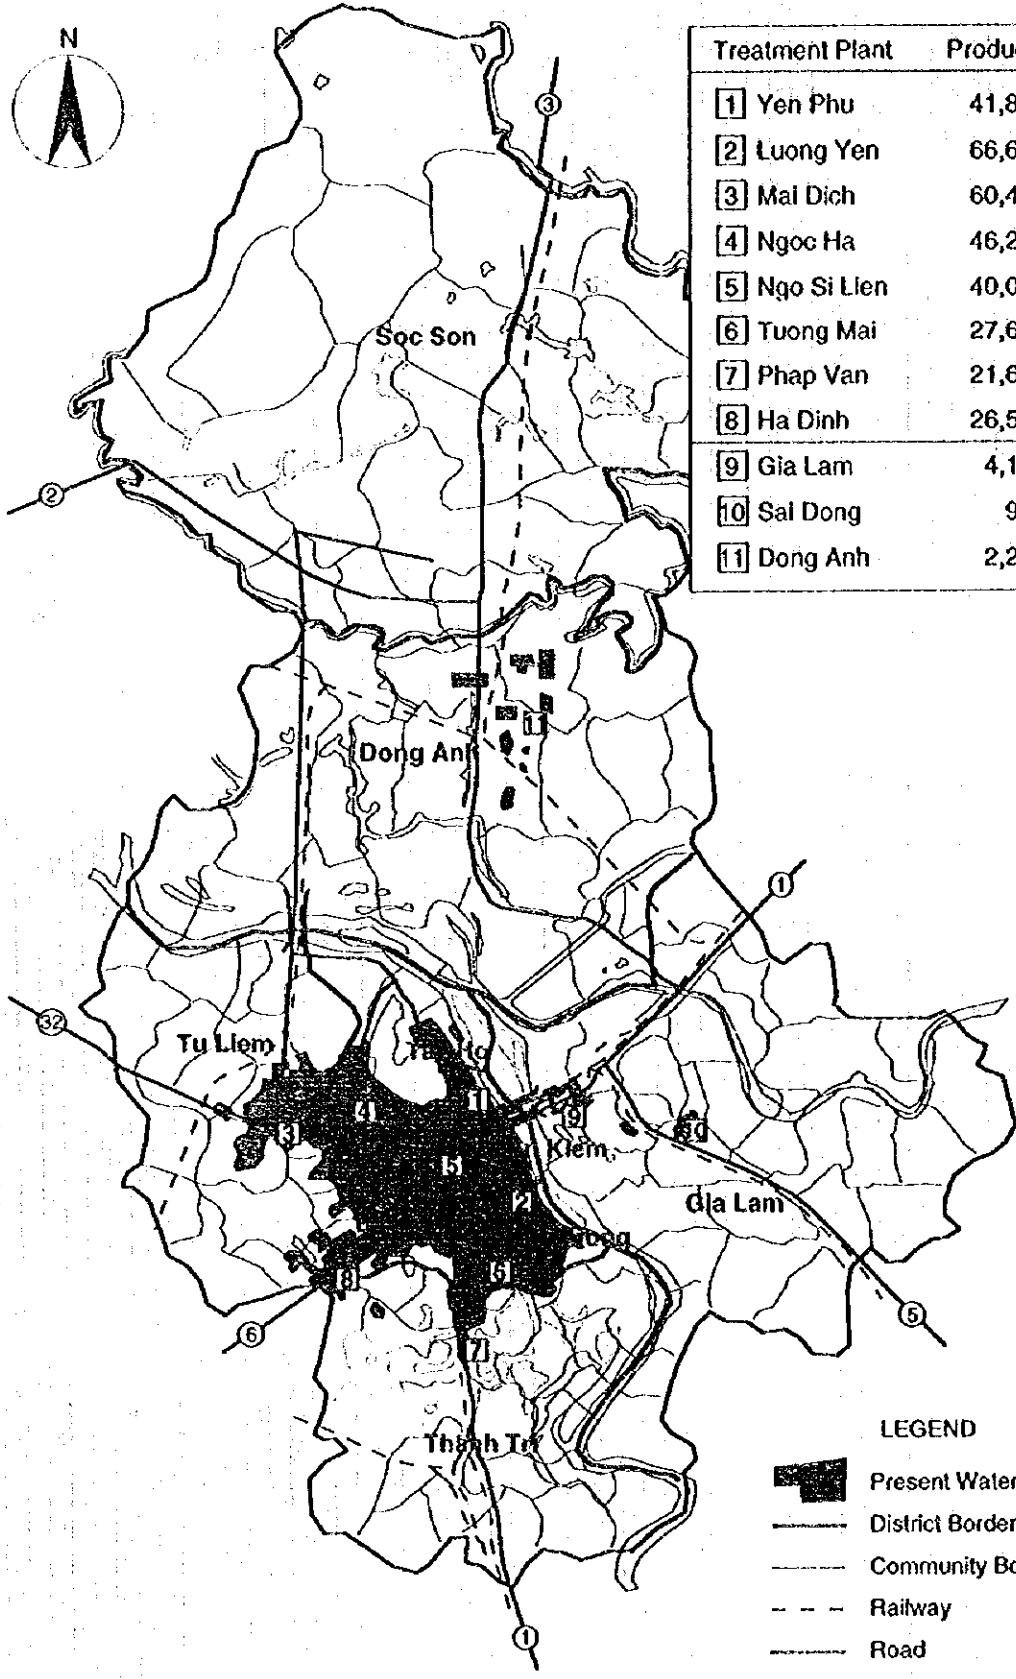 N
Treatment Plant Produ
1 Yen Phu 41,8
2 Luong Yen 66,6
3 Mai Dich 60,4
4 Ngoc Ha 46,2
5 Ngo Si Lien 40,0
6 Tuong Mai 27,6
7 Phap Van 21,6
8 Ha Dinh 26,5
9 Gia Lam 4,1
10 Sai Dong 9
11 Dong Anh 2,2
3
Soc Son
2
11
Dong Anh
1
32
Tu Liem
1
4
9
3
Kiem
5
10
2
Gia Lam
6
8
5
6
7
Thanh Tri
LEGEND
Present Water
District Border
Community Bo
Railway
Road
1